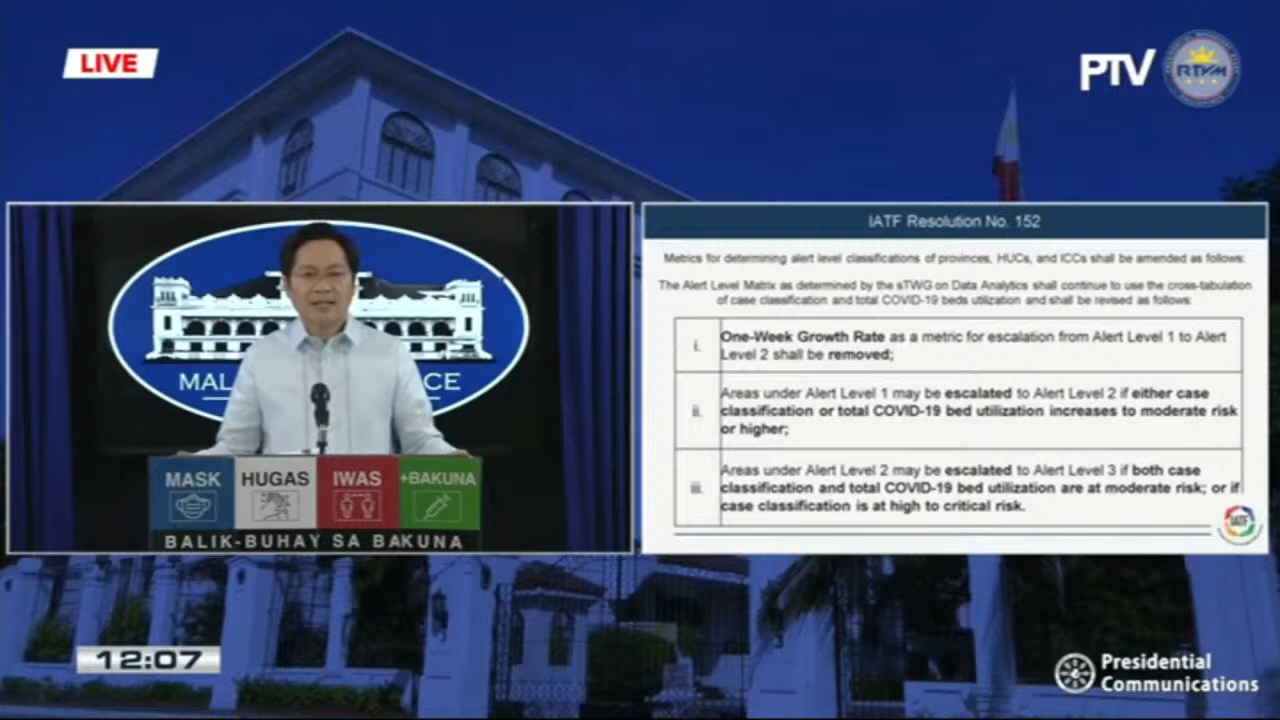 LIVE
PTV
RTVM
IATF Resolution No. 152
Metrics for determining alert level classifications of provinces, HUCs, and ICCs shall be amended as follows:
The Alert Level Matrix as determined by the sTWG on Data Analytics shall continue to use the cross-tabulation
of case classification and total COVID-19 beds utilization and shall be revised as follows:
i. One-Week Growth Rate as a metric for escalation from Alert Level 1 to Alert
Level 2 shall be removed;
ii. Areas under Alert Level 1 may be escalated to Alert Level 2 if either case
classification or total COVID-19 bed utilization increases to moderate risk
or higher;
iii. Areas under Alert Level 2 may be escalated to Alert Level 3 if both case
classification and total COVID-19 bed utilization are at moderate risk; or if
case classification is at high to critical risk.
IATF
MAL CE
MASK HUGAS IWAS +BAKUNA
BALIK-BUHAY SA BAKUNA
12:07
Presidential
Communications